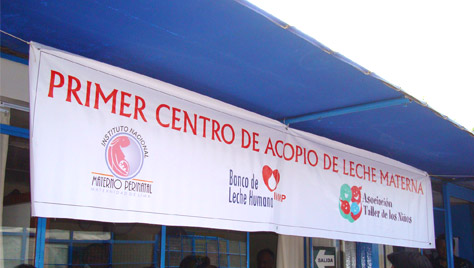 PRIMER CENTRO DE ACOPIO DE LECHE MATERNA
INSTITUTO NACIONAL
MATERNO PERINATAL
Banco de
Leche Humana
INMP
Asociación
Taller de los Niños
SALIDA